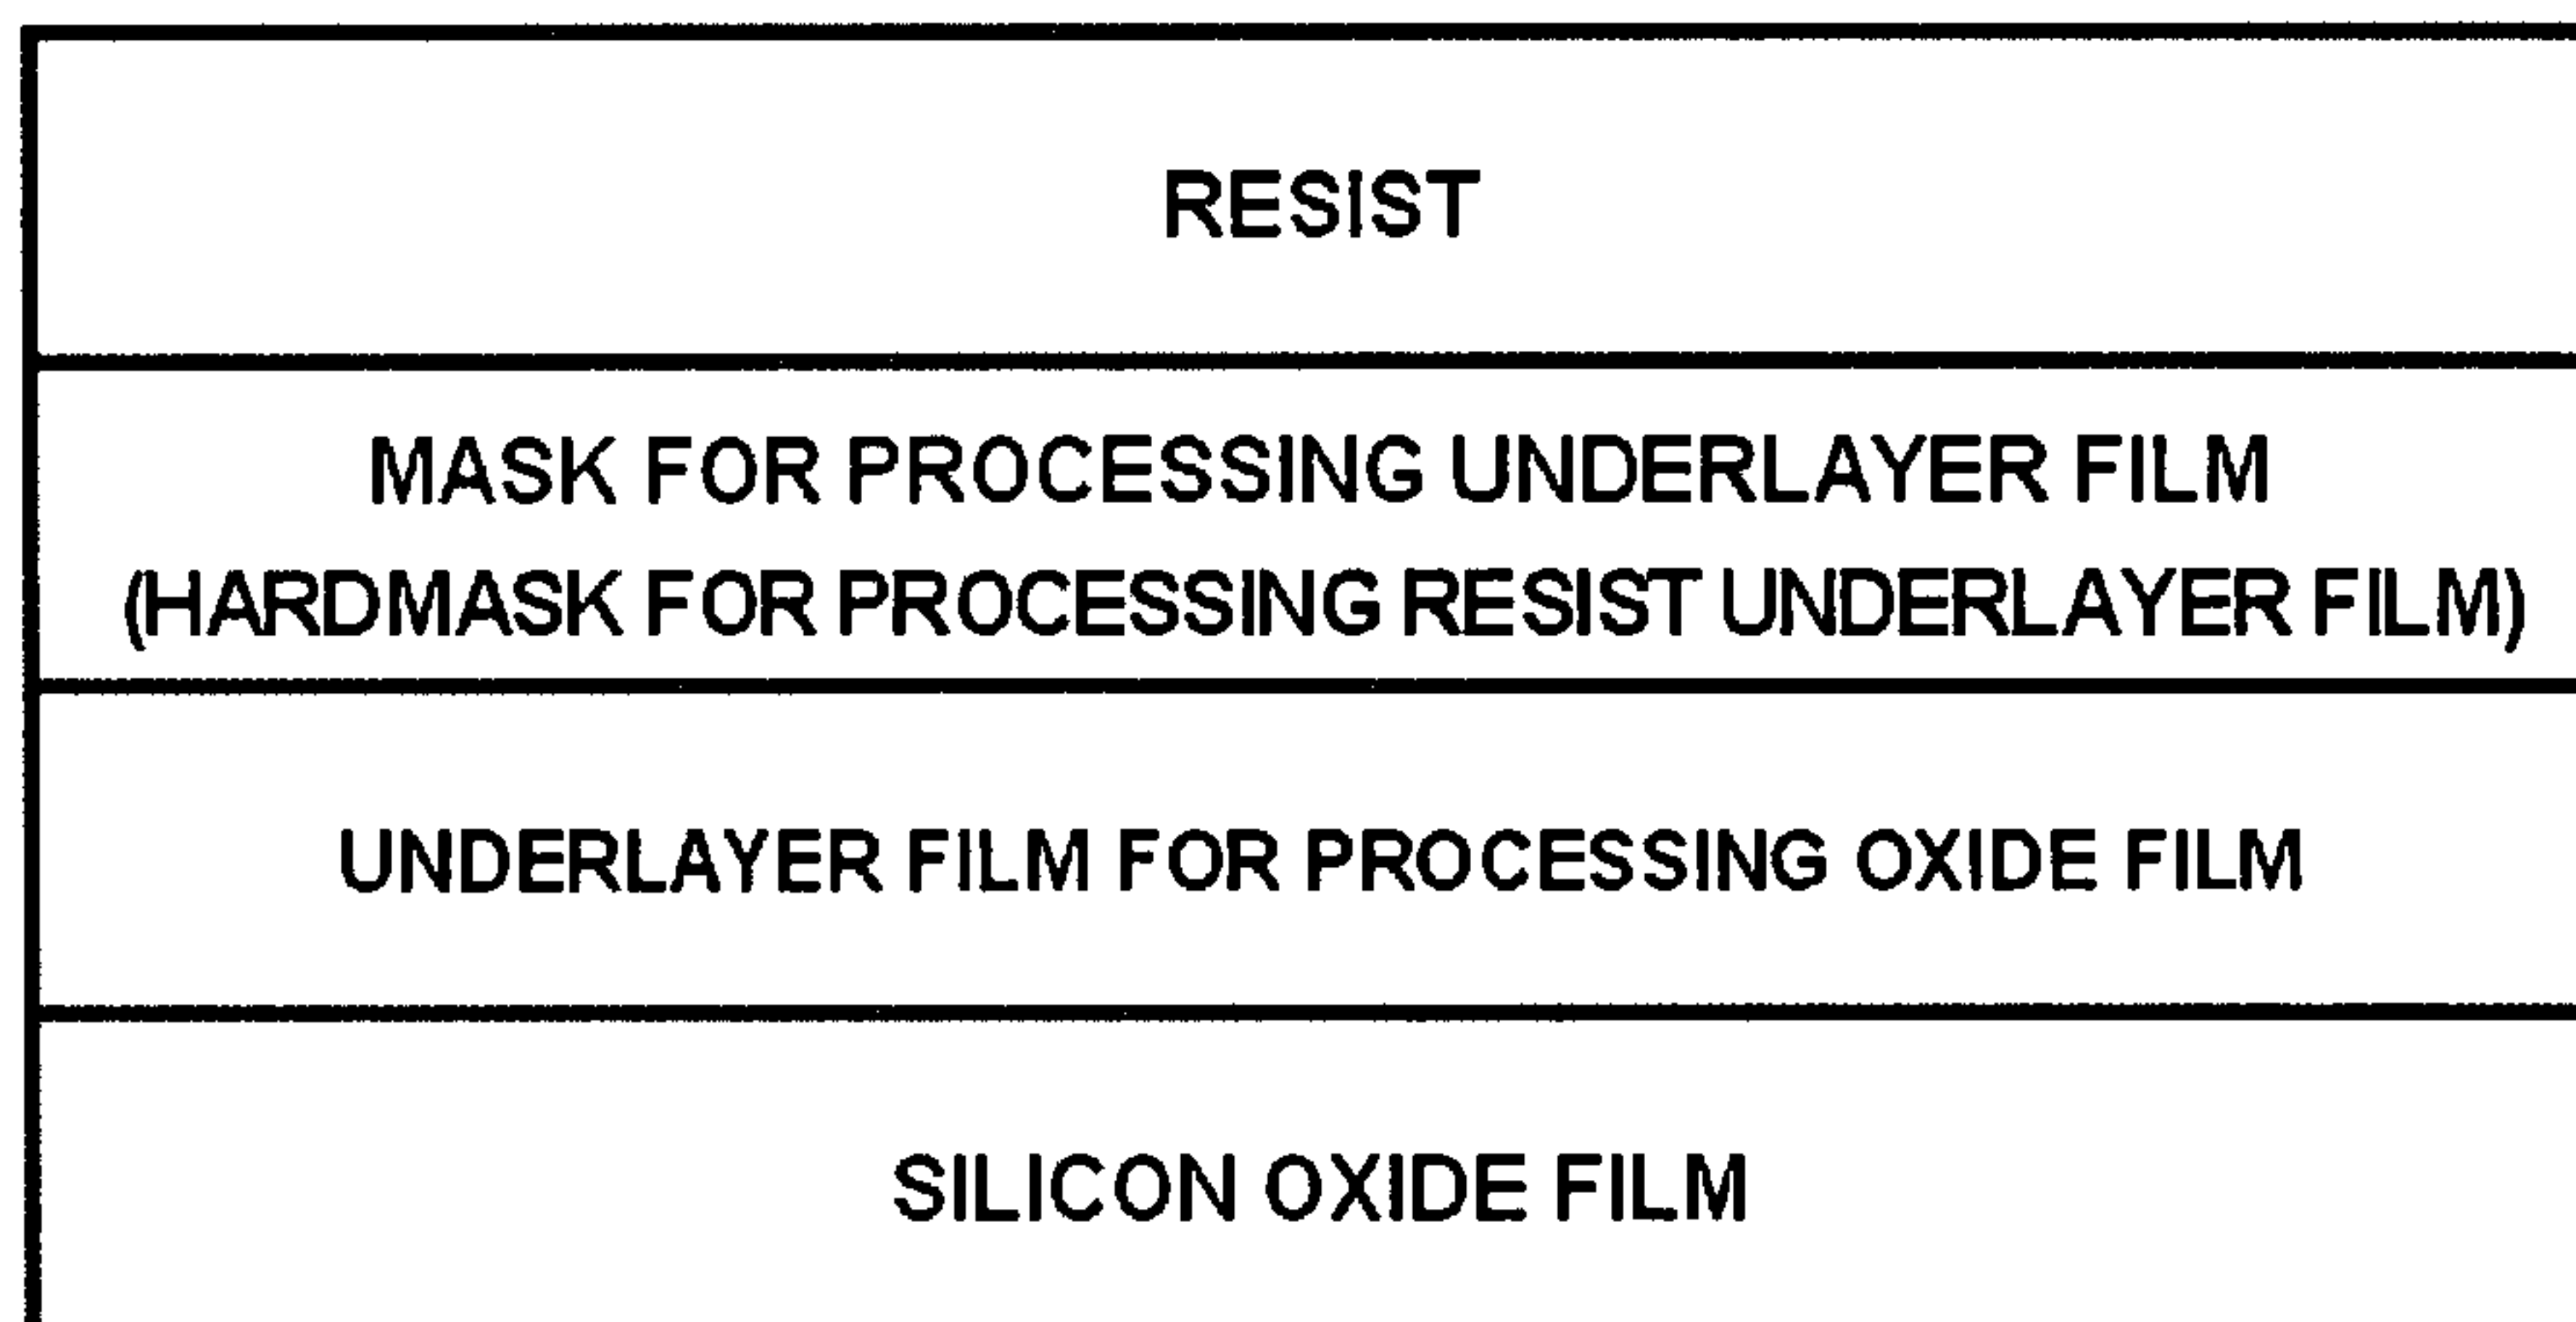 RESIST
MASK FOR PROCESSING UNDERLAYER FILM
(HARDMASK FOR PROCESSING RESIST UNDERLAYER FILM)
UNDERLAYER FILM FOR PROCESSING OXIDE FILM
SILICON OXIDE FILM